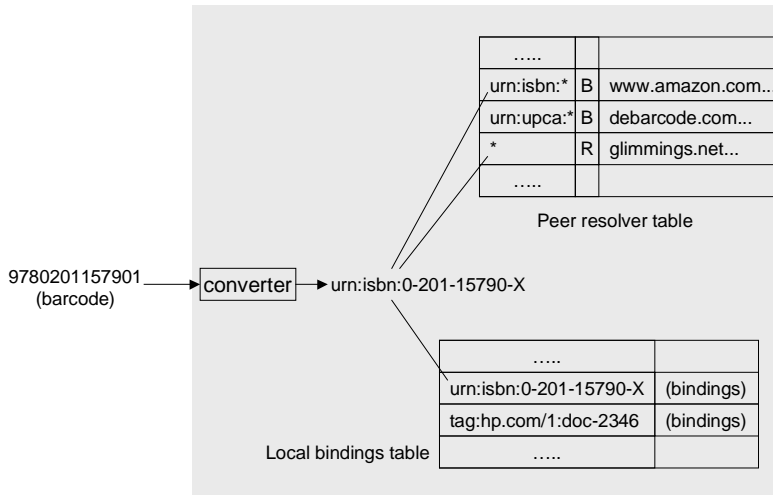 …..
urn:isbn:* B www.amazon.com...
urn:upca:* B debarcode.com...
* R glimmings.net...
…..
Peer resolver table
9780201157901
(barcode)
converter
urn:isbn:0-201-15790-X
…..
urn:isbn:0-201-15790-X (bindings)
tag:hp.com/1:doc-2346 (bindings)
…..
Local bindings table